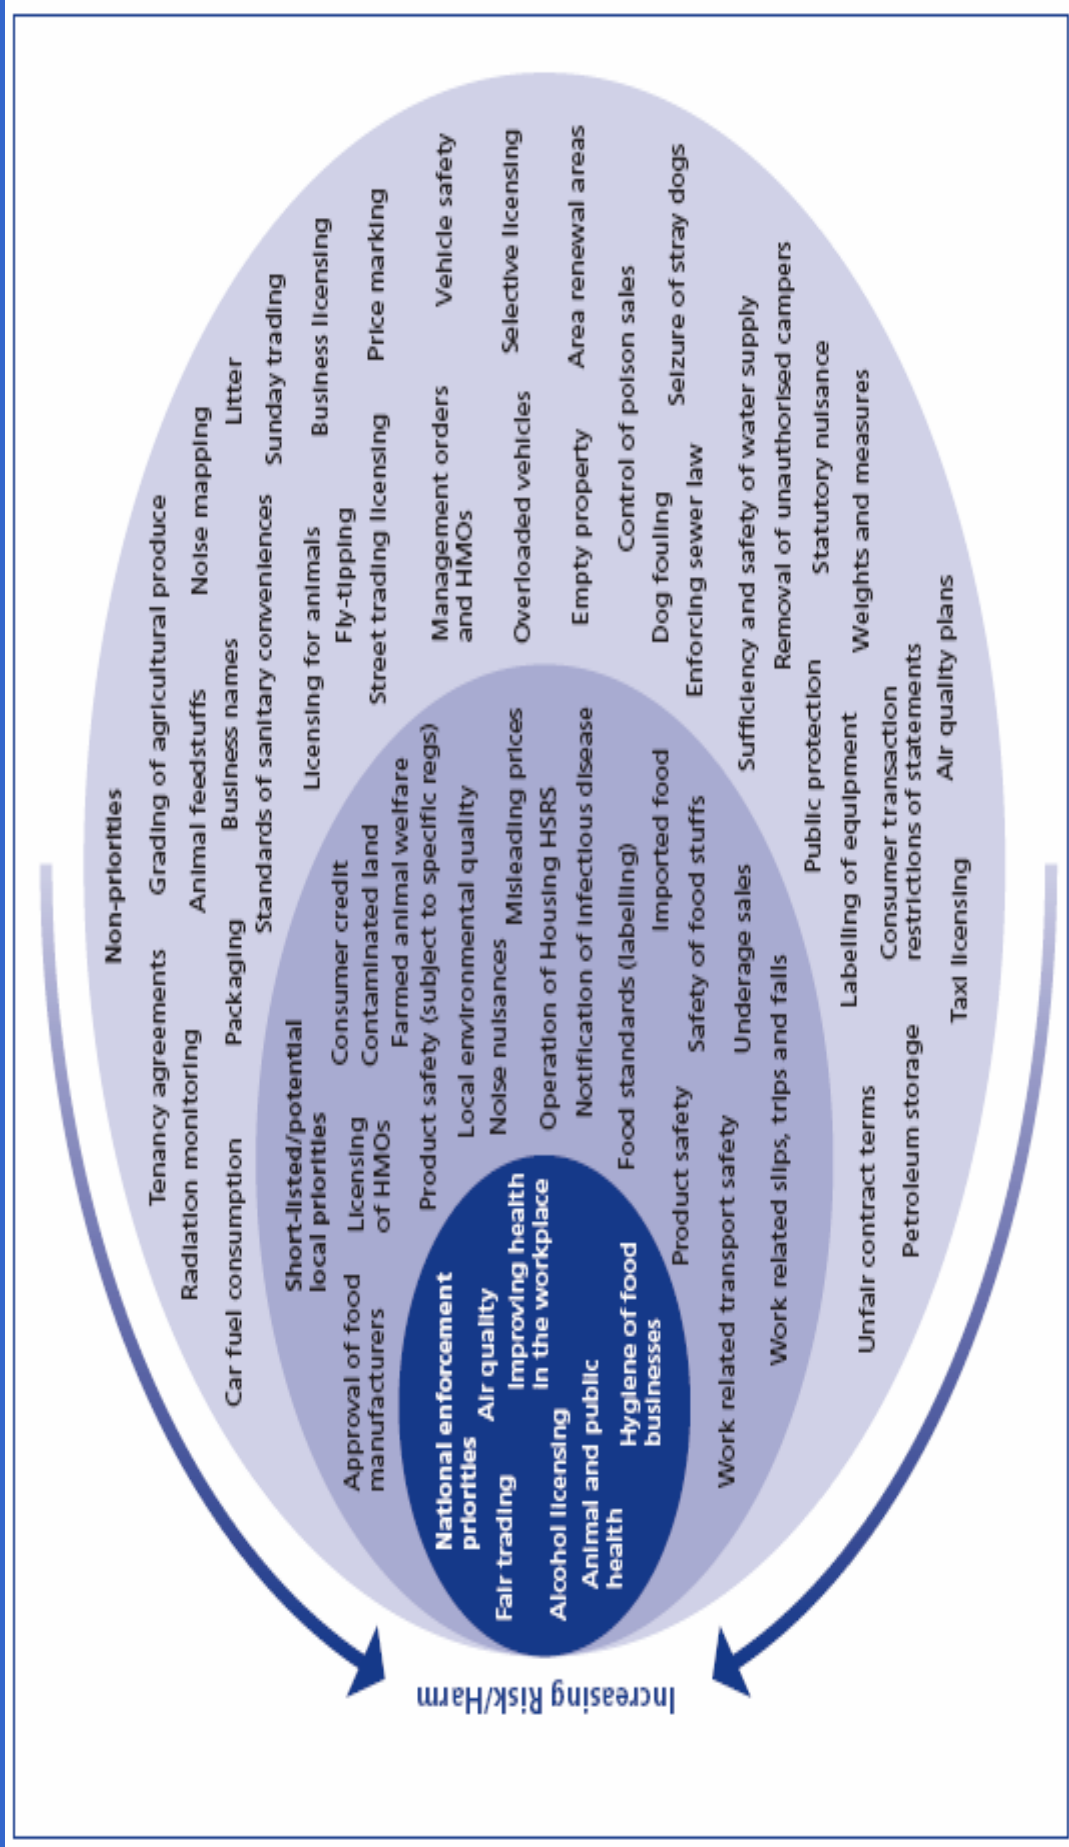 Increasing Risk/Harm
National enforcement
priorities
Air quality
Fair trading
Improving health
in the workplace
Alcohol licensing
Animal and public
health
Hygiene of food
businesses
Short-listed/potential
local priorities
Approval of food
manufacturers
Licensing
of HMOs
Consumer credit
Contaminated land
Farmed animal welfare
Product safety (subject to specific regs)
Local environmental quality
Noise nuisances
Misleading prices
Operation of Housing HSRS
Notification of infectious disease
Food standards (labelling)
Imported food
Product safety
Safety of food stuffs
Work related transport safety
Underage sales
Work related slips, trips and falls
Non-priorities
Tenancy agreements
Grading of agricultural produce
Radiation monitoring
Animal feedstuffs
Noise mapping
Car fuel consumption
Packaging
Business names
Litter
Standards of sanitary conveniences
Sunday trading
Licensing for animals
Business licensing
Fly-tipping
Street trading licensing
Price marking
Management orders
and HMOs
Vehicle safety
Overloaded vehicles
Selective licensing
Empty property
Area renewal areas
Control of poison sales
Dog fouling
Seizure of stray dogs
Enforcing sewer law
Sufficiency and safety of water supply
Removal of unauthorised campers
Public protection
Statutory nuisance
Labelling of equipment
Weights and measures
Unfair contract terms
Consumer transaction
restrictions of statements
Petroleum storage
Air quality plans
Taxi licensing